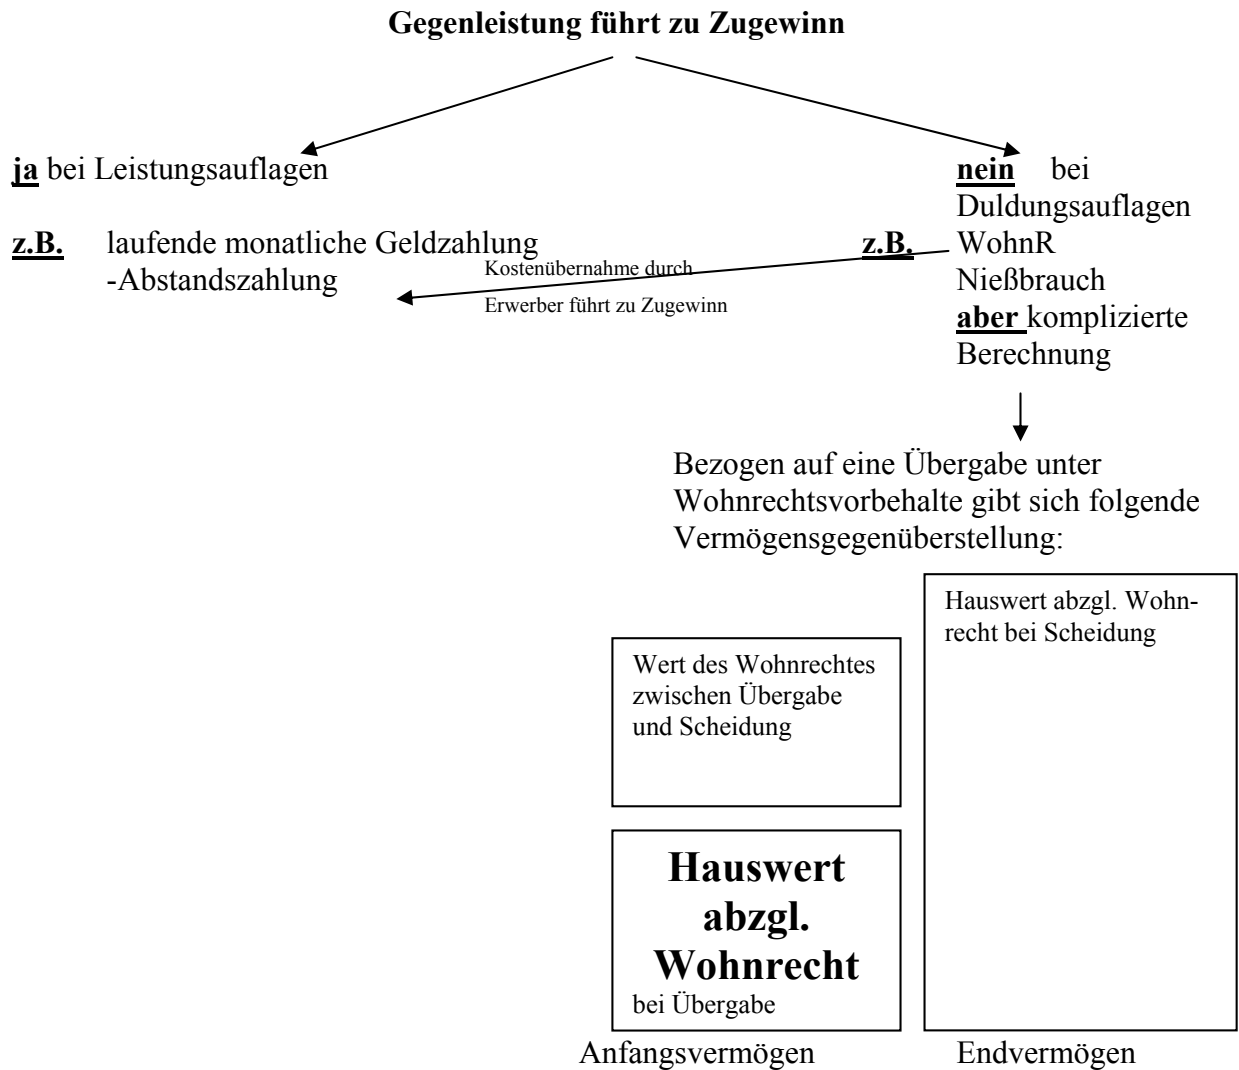 Gegenleistung führt zu Zugewinn
ja bei Leistungsauflagen
z.B. laufende monatliche Geldzahlung
-Abstandszahlung
Kostenübernahme durch
Erwerber führt zu Zugewinn
nein bei
Duldungsauflagen
z.B. WohnR
Nießbrauch
aber komplizierte
Berechnung
Bezogen auf eine Übergabe unter
Wohnrechtsvorbehalte gibt sich folgende
Vermögensgegenüberstellung:
Wert des Wohnrechtes
zwischen Übergabe
und Scheidung
Hauswert
abzgl.
Wohnrecht
bei Übergabe
Anfangsvermögen
Hauswert abzgl. Wohn-
recht bei Scheidung
Endvermögen